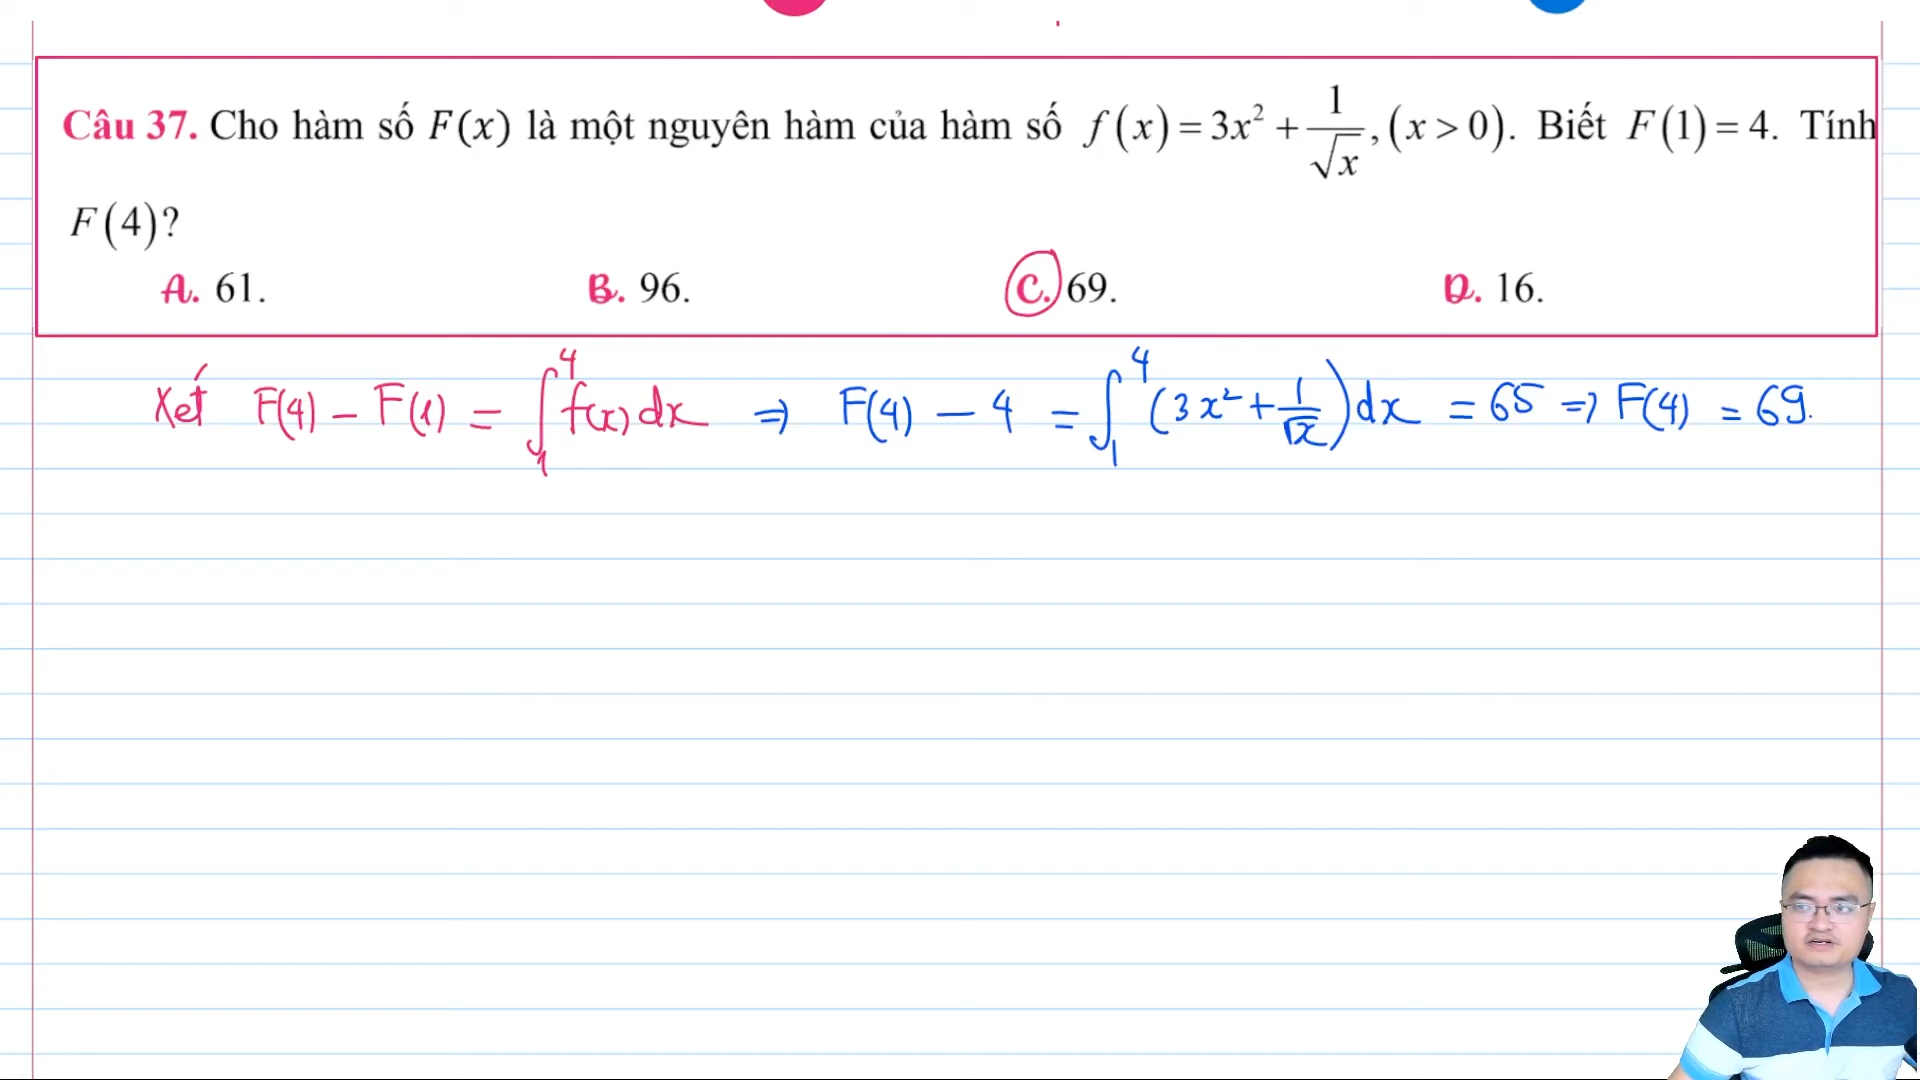 Câu 37. Cho hàm số F(x) là một nguyên hàm của hàm số f(x) = 3x² + 1/√x, (x > 0). Biết F(1) = 4. Tính
F(4)?
A. 61. B. 96. C. 69. D. 16.
Xét F(4) − F(1) = ∫₁⁴ f(x) dx ⇒ F(4) − 4 = ∫₁⁴ (3x² + 1/√x) dx = 65 ⇒ F(4) = 69.